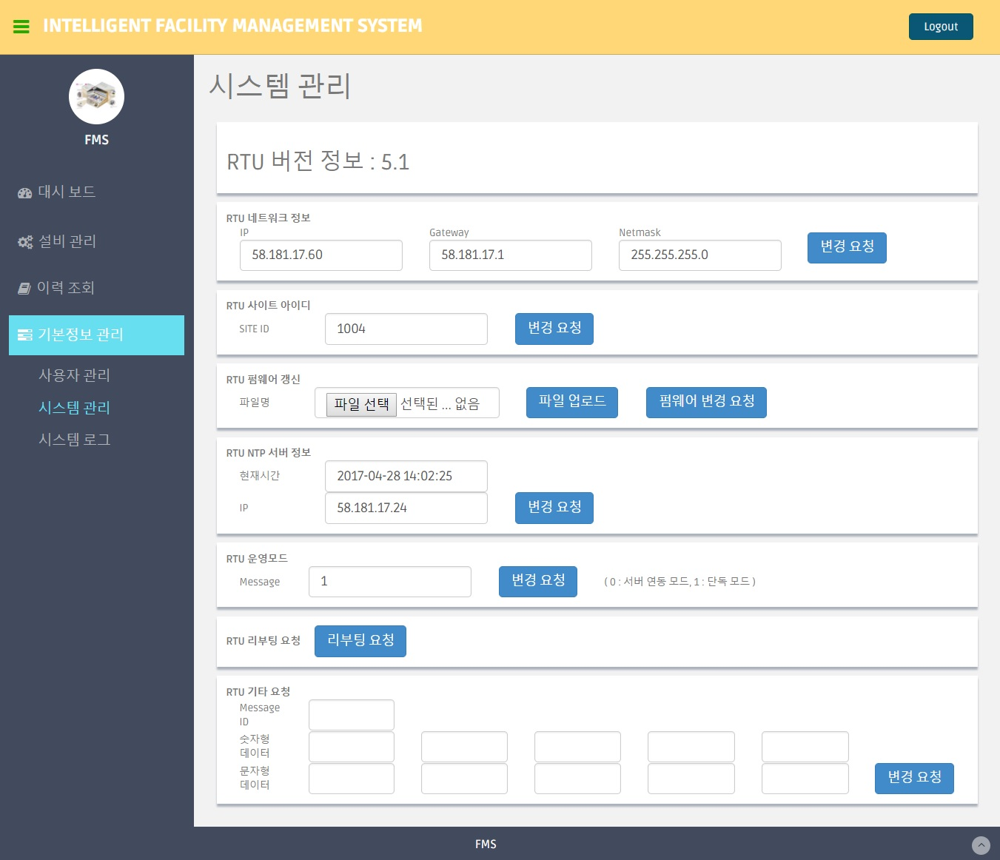 INTELLIGENT FACILITY MANAGEMENT SYSTEM
Logout
FMS
대시 보드
설비 관리
이력 조회
기본정보 관리
사용자 관리
시스템 관리
시스템 로그
시스템 관리
RTU 버전 정보 : 5.1
RTU 네트워크 정보
IP Gateway Netmask
58.181.17.60 58.181.17.1 255.255.255.0 변경 요청
RTU 사이트 아이디
SITE ID 1004 변경 요청
RTU 펌웨어 갱신
파일명 파일 선택 선택된 ... 없음 파일 업로드 펌웨어 변경 요청
RTU NTP 서버 정보
현재시간 2017-04-28 14:02:25
IP 58.181.17.24 변경 요청
RTU 운영모드
Message 1 변경 요청 ( 0 : 서버 연동 모드, 1 : 단독 모드 )
RTU 리부팅 요청 리부팅 요청
RTU 기타 요청
Message
ID
숫자형
데이터
문자형
데이터
변경 요청
FMS